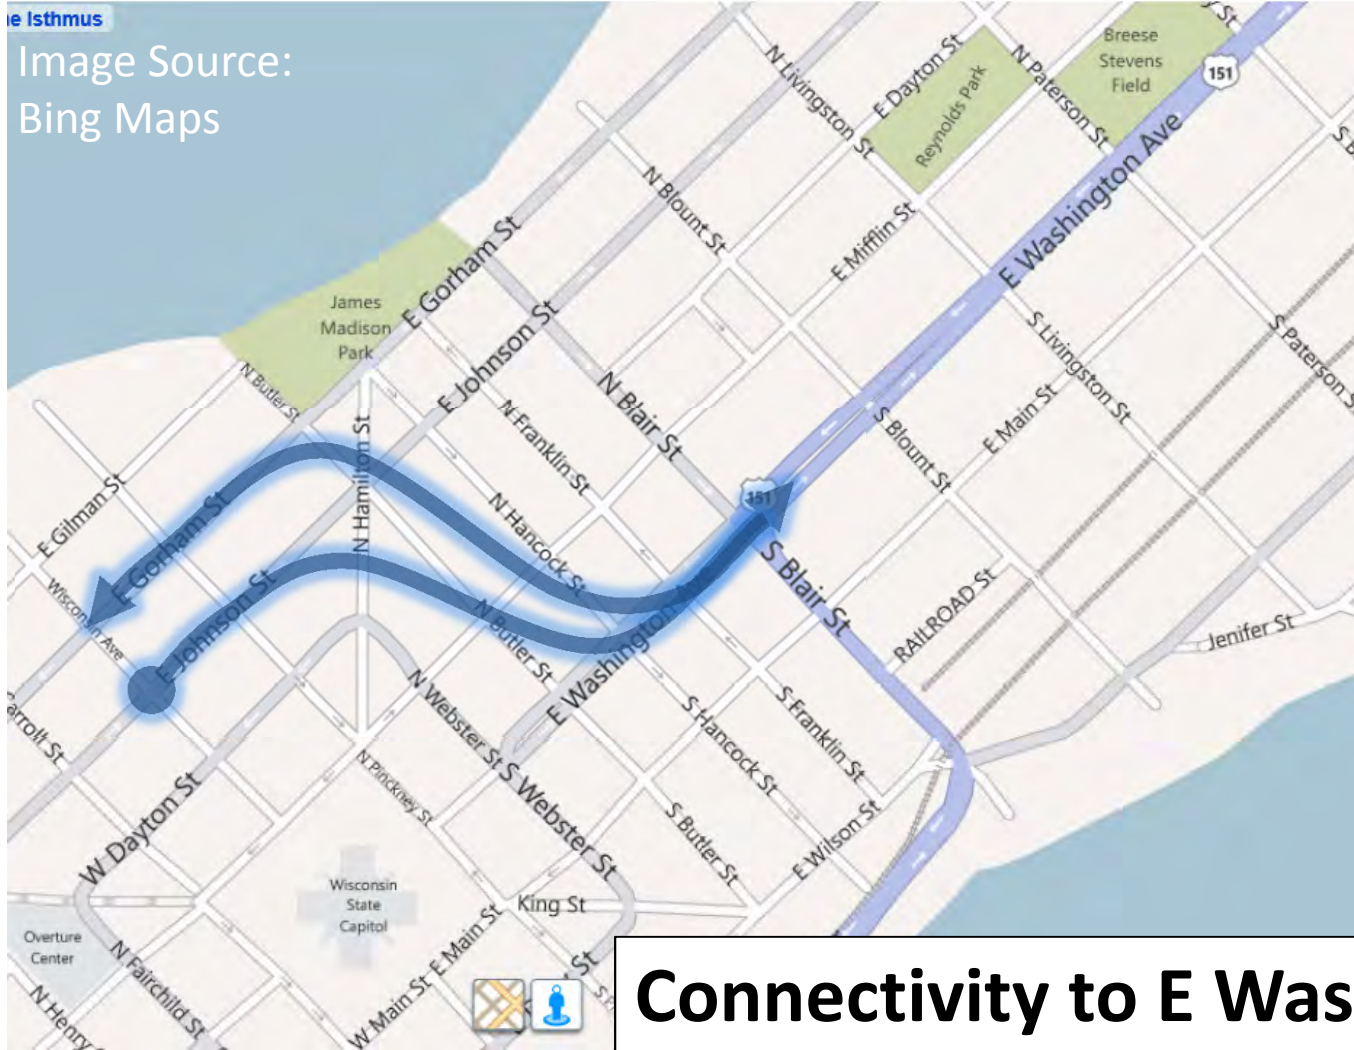 e Isthmus
Image Source:
Bing Maps
Breese
Stevens
Field
151
N Livingston St
E Dayton St
N Paterson St
Reynolds Park
E Washington Ave
N Blount St
E Mifflin St
E Gorham St
James
Madison
Park
E Johnson St
S Livingston St
S Paterson S
N Butler St
N Blair St
N Franklin St
E Main St
S Blount St
N Hamilton St
E Gilman St
E Gorham St
151
N Hancock St
Wisconsin Ave
E Johnson St
S Blair St
RAILROAD St
Jenifer St
N Butler St
E Washington
arroll St
N Webster St
S Hancock St
S Franklin St
N Pinckney St
S Webster St
W Dayton St
S Butler St
E Wilson St
Wisconsin
State
Capitol
King St
Overture
Center
E Main St
N Fairchild St
W Main St
N Henry
St
Connectivity to E Was